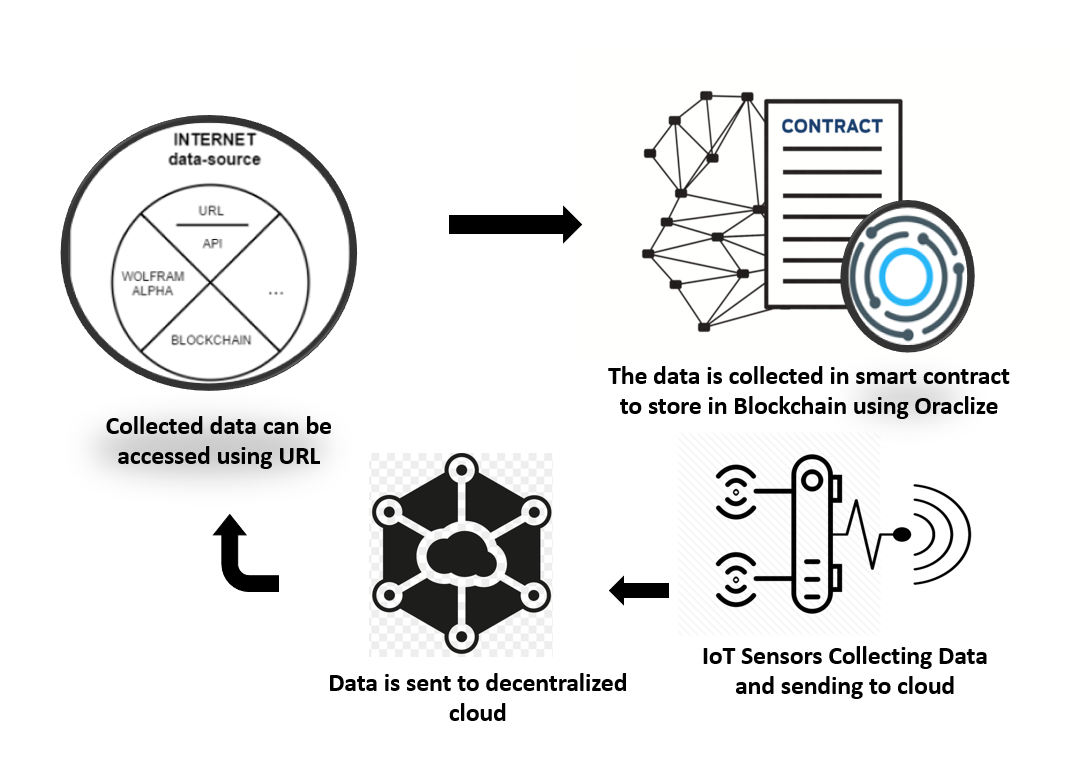 INTERNET
data-source
URL
API
WOLFRAM
ALPHA
...
BLOCKCHAIN
Collected data can be
accessed using URL
CONTRACT
The data is collected in smart contract
to store in Blockchain using Oraclize
Data is sent to decentralized
cloud
IoT Sensors Collecting Data
and sending to cloud